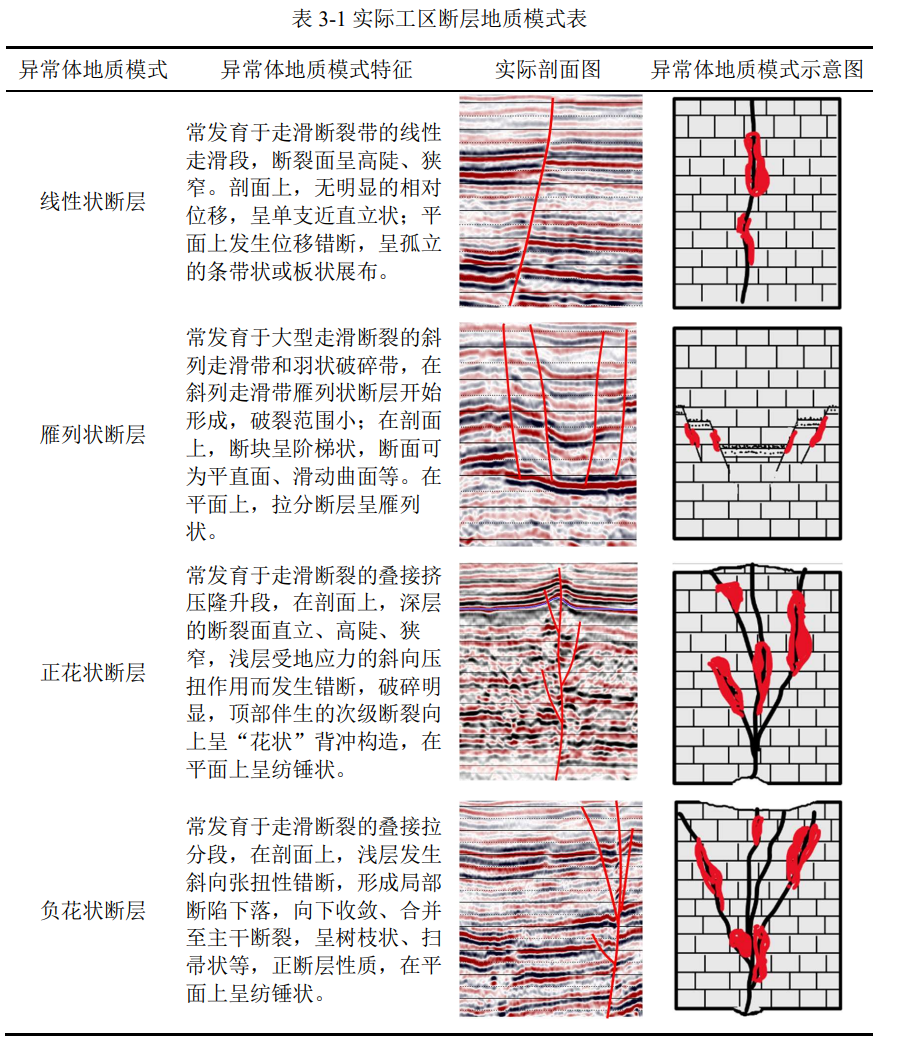 表 3-1 实际工区断层地质模式表
异常体地质模式 异常体地质模式特征 实际剖面图 异常体地质模式示意图
线性状断层
常发育于走滑断裂带的线性
走滑段，断裂面呈高陡、狭
窄。剖面上，无明显的相对
位移，呈单支近直立状；平
面上发生位移错断，呈孤立
的条带状或板状展布。
雁列状断层
常发育于大型走滑断裂的斜
列走滑带和羽状破碎带，在
斜列走滑带雁列状断层开始
形成，破裂范围小；在剖面
上，断块呈阶梯状，断面可
为平直面、滑动曲面等。在
平面上，拉分断层呈雁列
状。
正花状断层
常发育于走滑断裂的叠接挤
压隆升段，在剖面上，深层
的断裂面直立、高陡、狭
窄，浅层受地应力的斜向压
扭作用而发生错断，破碎明
显，顶部伴生的次级断裂向
上呈“花状”背冲构造，在
平面上呈纺锤状。
负花状断层
常发育于走滑断裂的叠接拉
分段，在剖面上，浅层发生
斜向张扭性错断，形成局部
断陷下落，向下收敛、合并
至主干断裂，呈树枝状、扫
帚状等，正断层性质，在平
面上呈纺锤状。